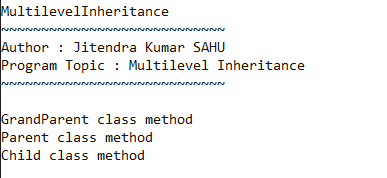 MultilevelInheritance
~~~~~~~~~~~~~~~~~~~~~~~~~~~~
Author : Jitendra Kumar SAHU
Program Topic : Multilevel Inheritance
~~~~~~~~~~~~~~~~~~~~~~~~~~~~
GrandParent class method
Parent class method
Child class method